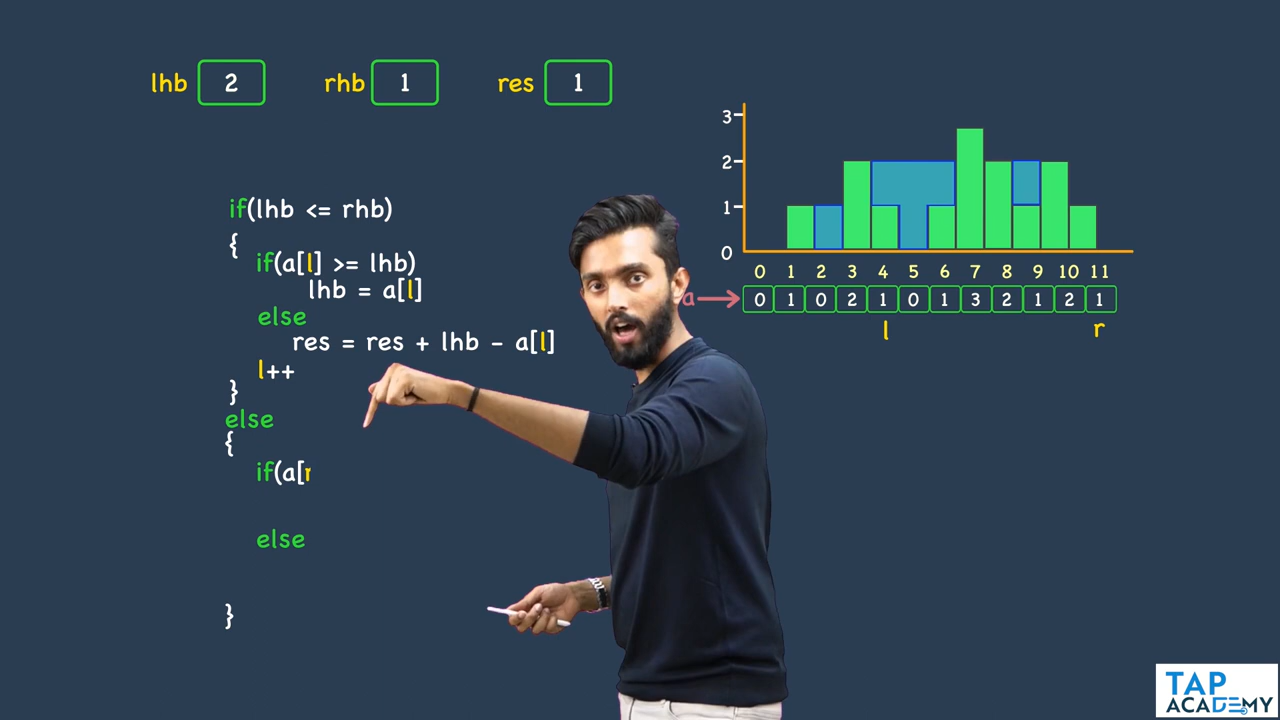 lhb 2 rhb 1 res 1
if(lhb <= rhb)
{
if(a[l] >= lhb)
lhb = a[l]
else
res = res + lhb - a[l]
l++
}
else
{
if(a[r
else
}
3
2
1
0
0 1 2 3 4 5 6 7 8 9 10 11
a 0 1 0 2 1 0 1 3 2 1 2 1
l r
TAP
ACADEMY